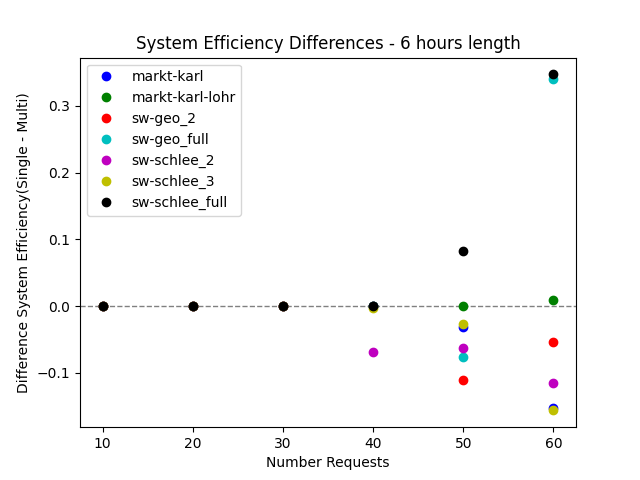 System Efficiency Differences - 6 hours length
markt-karl
markt-karl-lohr
sw-geo_2
sw-geo_full
sw-schlee_2
sw-schlee_3
sw-schlee_full
Difference System Efficiency(Single - Multi)
0.3
0.2
0.1
0.0
−0.1
10 20 30 40 50 60
Number Requests